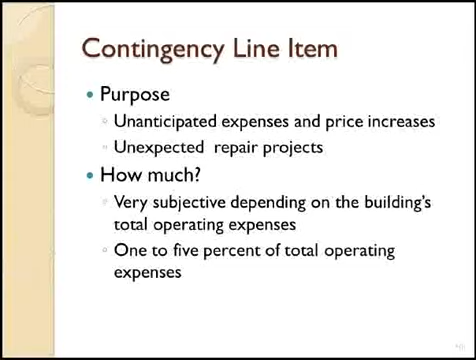 Contingency Line Item
• Purpose
◦ Unanticipated expenses and price increases
◦ Unexpected repair projects
• How much?
◦ Very subjective depending on the building's
total operating expenses
◦ One to five percent of total operating
expenses